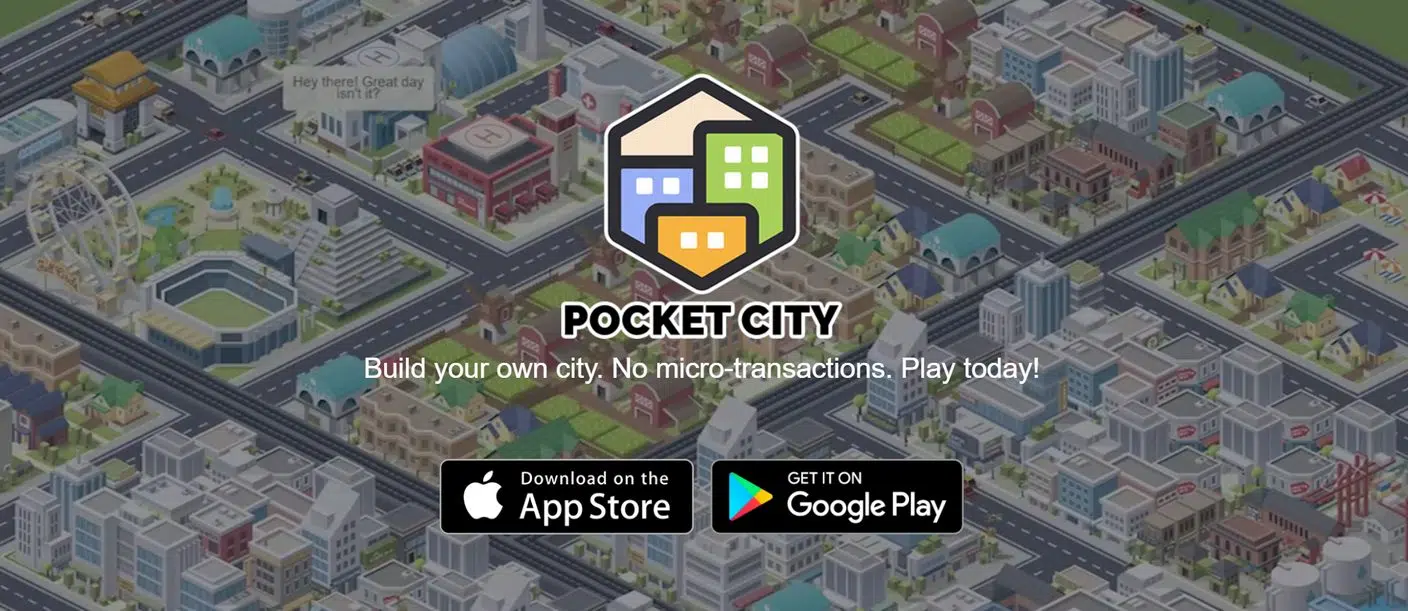 Hey there! Great day
isn't it?
POCKET CITY
Build your own city. No micro-transactions. Play today!
Download on the
App Store
GET IT ON
Google Play